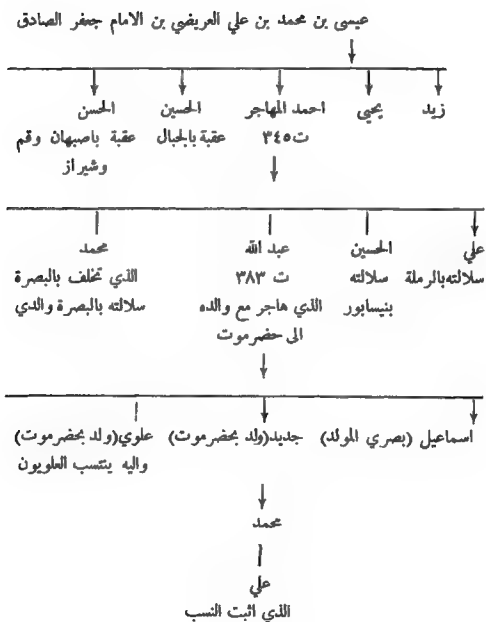 عيسى بن محمد بن علي العريضي بن الامام جعفر الصادق
زيد يحيى احمد المهاجر الحسين الحسن
ت ٣٤٥ عقبة بالجبال عقبة باصبهان وقم
وشيراز
علي الحسين عبد الله محمد
سلالته بالرملة سلالته ت ٣٨٣ الذي تخلف بالبصرة
بنيسابور الذي هاجر مع والده سلالته بالبصرة والدي
الى حضرموت
اسماعيل (بصري المولد) جديد (ولد بحضرموت) علوي (ولد بحضرموت)
واليه ينتسب العلويون
محمد
علي
الذي اثبت النسب